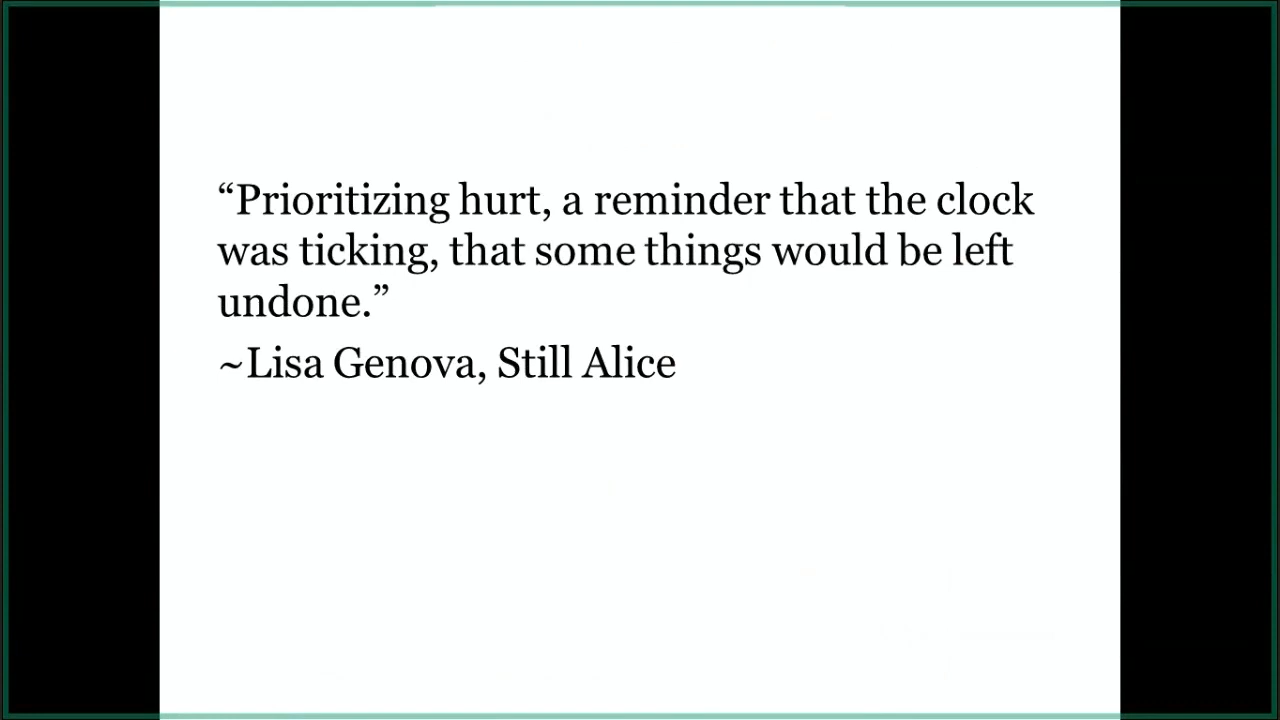 “Prioritizing hurt, a reminder that the clock
was ticking, that some things would be left
undone.”
~Lisa Genova, Still Alice